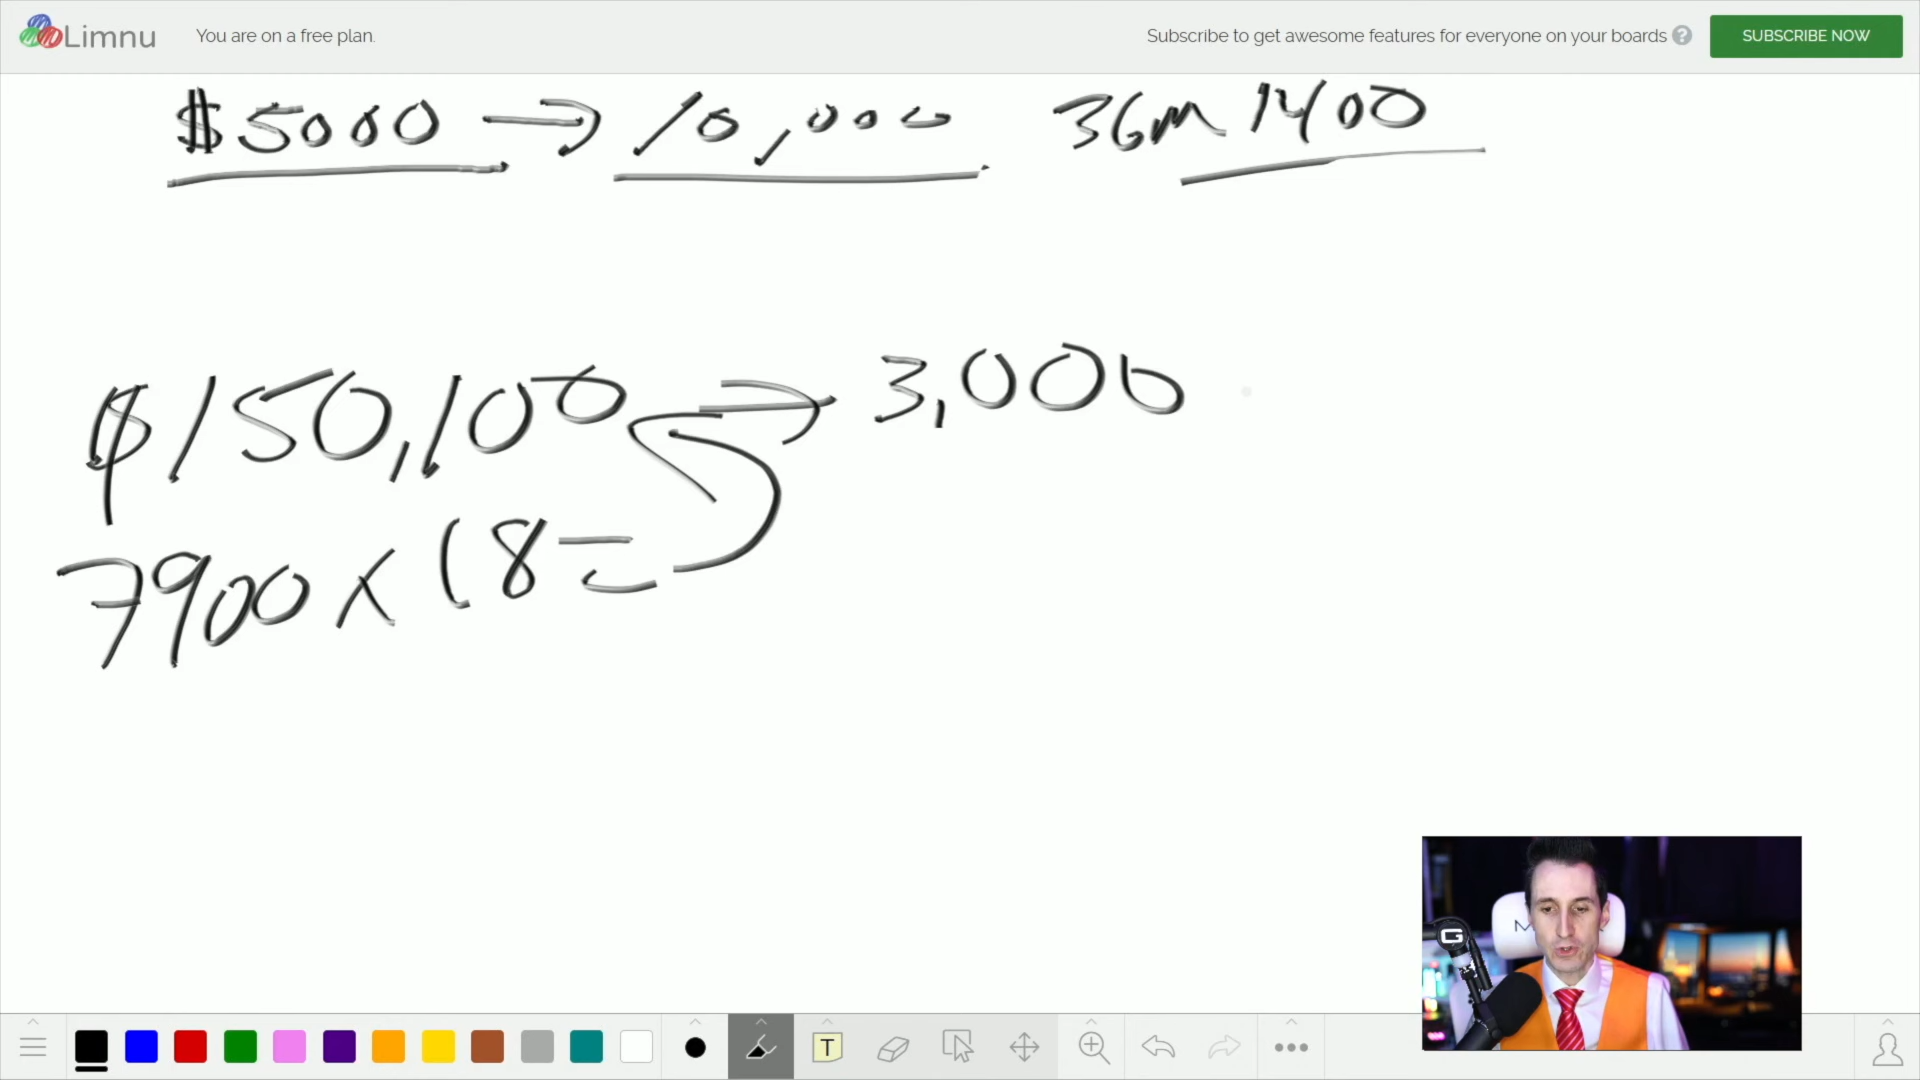 Limnu You are on a free plan. Subscribe to get awesome features for everyone on your boards ? SUBSCRIBE NOW
$5000 → 10,000 36m 1400
$150,100 → 3,000
7900 x 18 =
T
G